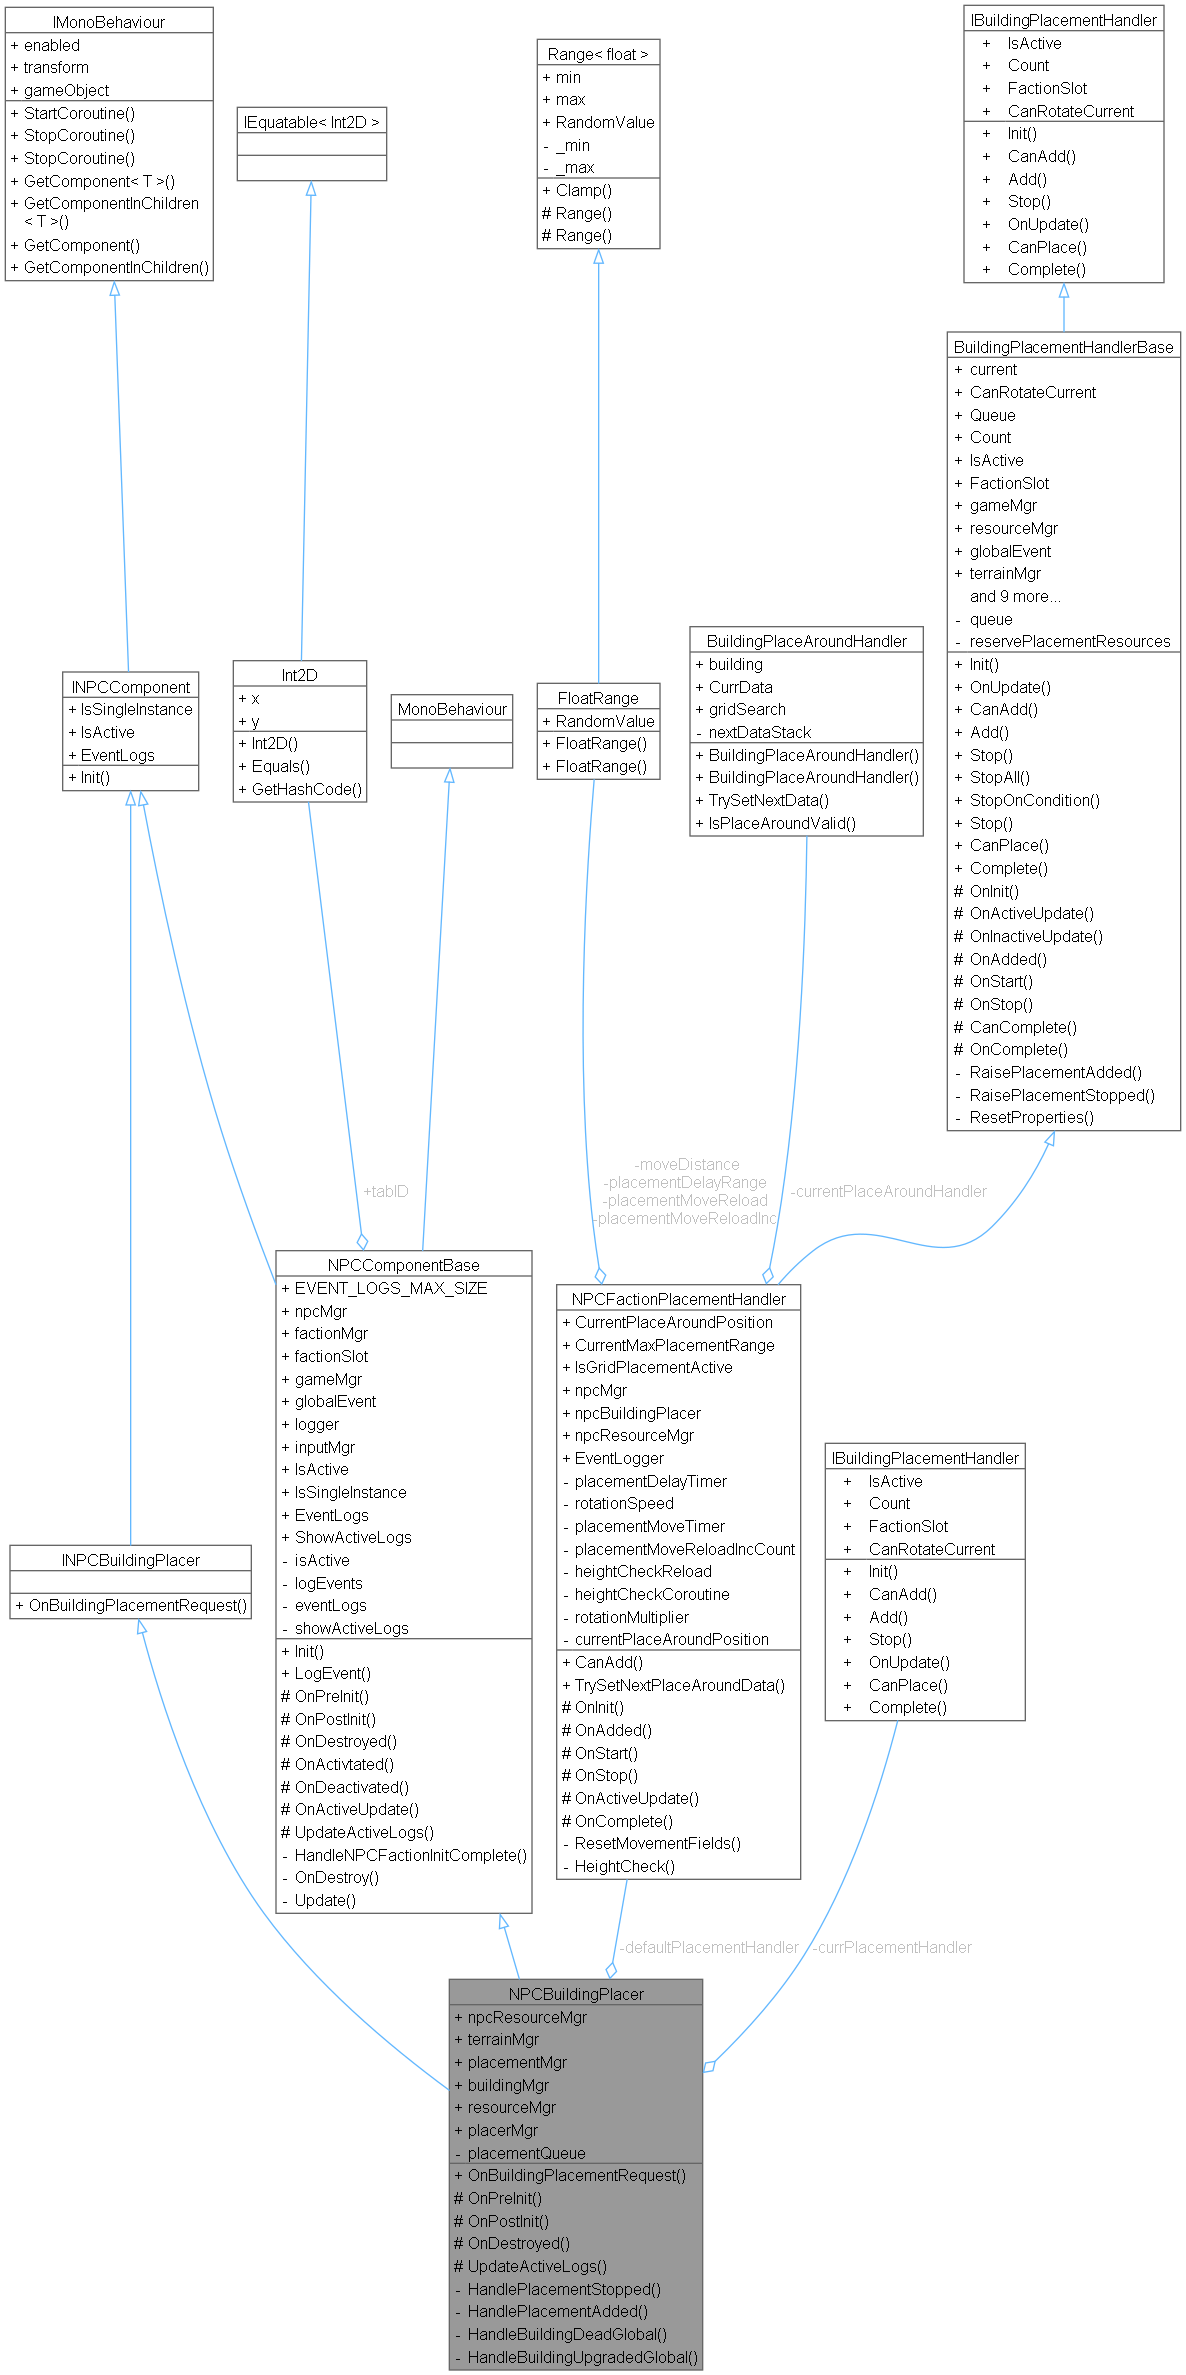 IMonoBehaviour
+ enabled
+ transform
+ gameObject
+ StartCoroutine()
+ StopCoroutine()
+ StopCoroutine()
+ GetComponent< T >()
+ GetComponentInChildren
< T >()
+ GetComponent()
+ GetComponentInChildren()
IEquatable< Int2D >
Range< float >
+ min
+ max
+ RandomValue
- _min
- _max
+ Clamp()
# Range()
# Range()
IBuildingPlacementHandler
+ IsActive
+ Count
+ FactionSlot
+ CanRotateCurrent
+ Init()
+ CanAdd()
+ Add()
+ Stop()
+ OnUpdate()
+ CanPlace()
+ Complete()
BuildingPlacementHandlerBase
+ current
+ CanRotateCurrent
+ Queue
+ Count
+ IsActive
+ FactionSlot
+ gameMgr
+ resourceMgr
+ globalEvent
+ terrainMgr
and 9 more...
- queue
- reservePlacementResources
+ Init()
+ OnUpdate()
+ CanAdd()
+ Add()
+ Stop()
+ StopAll()
+ StopOnCondition()
+ Stop()
+ CanPlace()
+ Complete()
# OnInit()
# OnActiveUpdate()
# OnInactiveUpdate()
# OnAdded()
# OnStart()
# OnStop()
# CanComplete()
# OnComplete()
- RaisePlacementAdded()
- RaisePlacementStopped()
- ResetProperties()
INPCComponent
+ IsSingleInstance
+ IsActive
+ EventLogs
+ Init()
Int2D
+ x
+ y
+ Int2D()
+ Equals()
+ GetHashCode()
MonoBehaviour
FloatRange
+ RandomValue
+ FloatRange()
+ FloatRange()
BuildingPlaceAroundHandler
+ building
+ CurrData
+ gridSearch
- nextDataStack
+ BuildingPlaceAroundHandler()
+ BuildingPlaceAroundHandler()
+ TrySetNextData()
+ IsPlaceAroundValid()
+tabID
-moveDistance
-placementDelayRange
-placementMoveReload
-placementMoveReloadInc
-currentPlaceAroundHandler
NPCComponentBase
+ EVENT_LOGS_MAX_SIZE
+ npcMgr
+ factionMgr
+ factionSlot
+ gameMgr
+ globalEvent
+ logger
+ inputMgr
+ IsActive
+ IsSingleInstance
+ EventLogs
+ ShowActiveLogs
- isActive
- logEvents
- eventLogs
- showActiveLogs
+ Init()
+ LogEvent()
# OnPreInit()
# OnPostInit()
# OnDestroyed()
# OnActivtated()
# OnDeactivated()
# OnActiveUpdate()
# UpdateActiveLogs()
- HandleNPCFactionInitComplete()
- OnDestroy()
- Update()
NPCFactionPlacementHandler
+ CurrentPlaceAroundPosition
+ CurrentMaxPlacementRange
+ IsGridPlacementActive
+ npcMgr
+ npcBuildingPlacer
+ npcResourceMgr
+ EventLogger
- placementDelayTimer
- rotationSpeed
- placementMoveTimer
- placementMoveReloadIncCount
- heightCheckReload
- heightCheckCoroutine
- rotationMultiplier
- currentPlaceAroundPosition
+ CanAdd()
+ TrySetNextPlaceAroundData()
# OnInit()
# OnAdded()
# OnStart()
# OnStop()
# OnActiveUpdate()
# OnComplete()
- ResetMovementFields()
- HeightCheck()
IBuildingPlacementHandler
+ IsActive
+ Count
+ FactionSlot
+ CanRotateCurrent
+ Init()
+ CanAdd()
+ Add()
+ Stop()
+ OnUpdate()
+ CanPlace()
+ Complete()
INPCBuildingPlacer
+ OnBuildingPlacementRequest()
-defaultPlacementHandler
-currPlacementHandler
NPCBuildingPlacer
+ npcResourceMgr
+ terrainMgr
+ placementMgr
+ buildingMgr
+ resourceMgr
+ placerMgr
- placementQueue
+ OnBuildingPlacementRequest()
# OnPreInit()
# OnPostInit()
# OnDestroyed()
# UpdateActiveLogs()
- HandlePlacementStopped()
- HandlePlacementAdded()
- HandleBuildingDeadGlobal()
- HandleBuildingUpgradedGlobal()